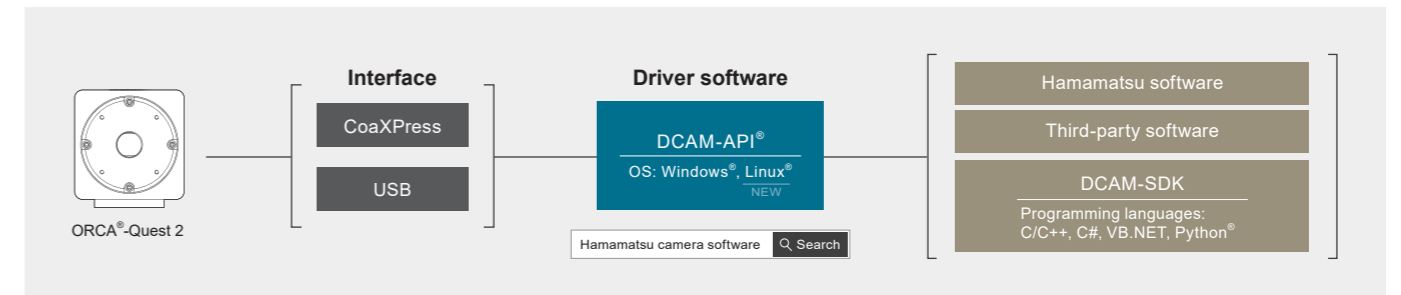 ORCA®-Quest 2
Interface
CoaXPress
USB
Driver software
DCAM-API®
OS: Windows®, Linux®
NEW
Hamamatsu camera software
Search
Hamamatsu software
Third-party software
DCAM-SDK
Programming languages:
C/C++, C#, VB.NET, Python®